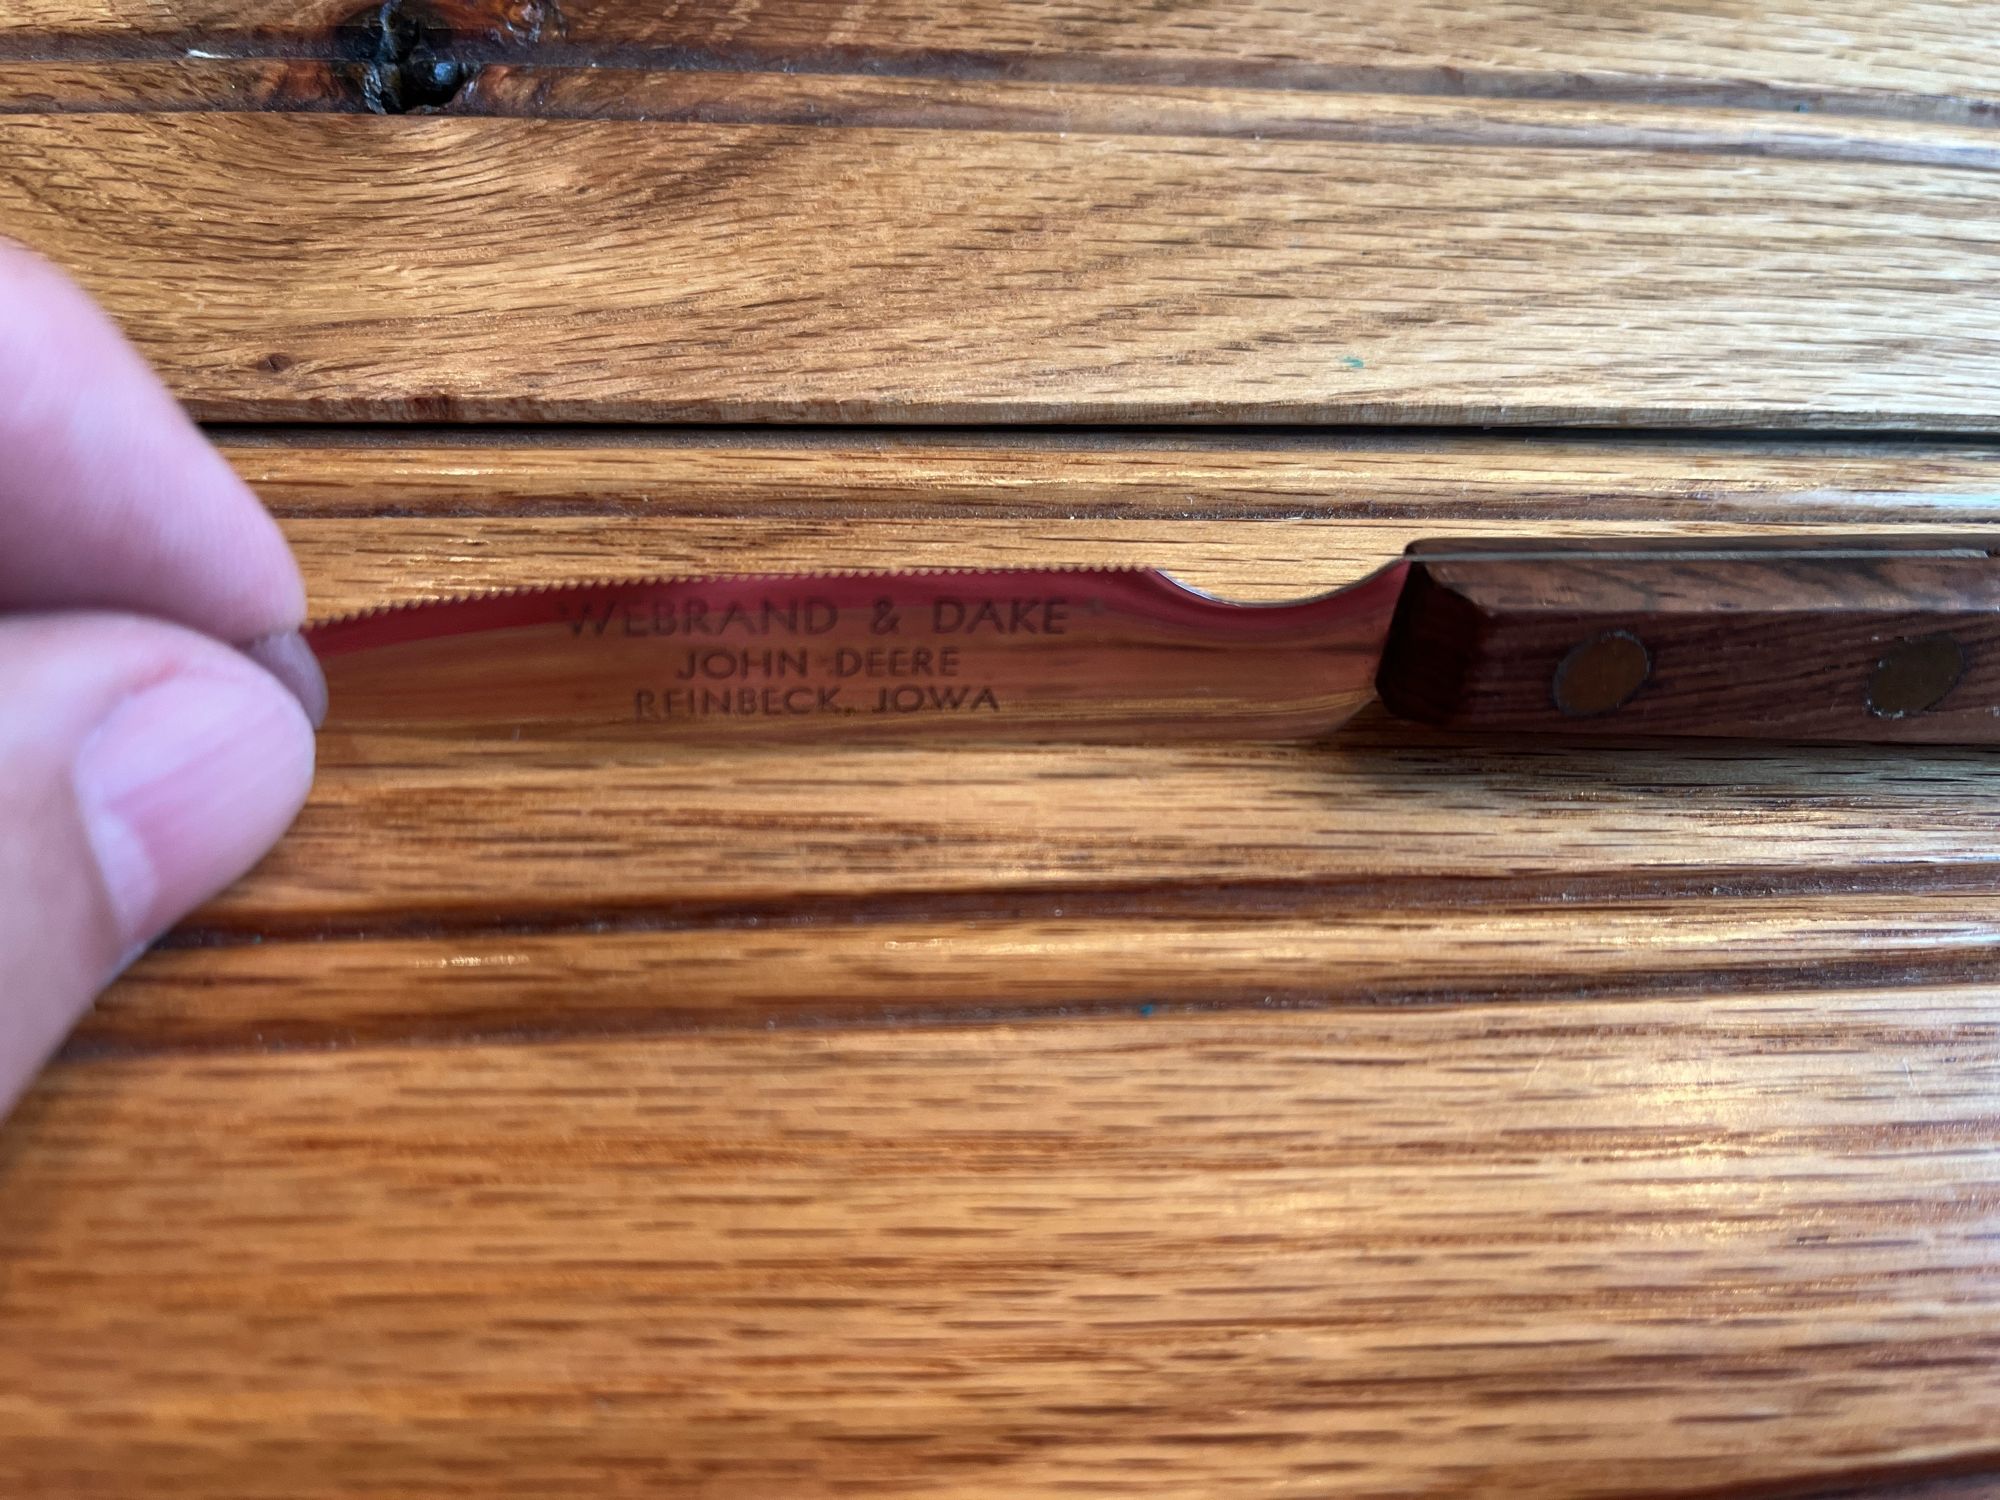 WEBRAND & DAKE
JOHN DEERE
REINBECK, IOWA